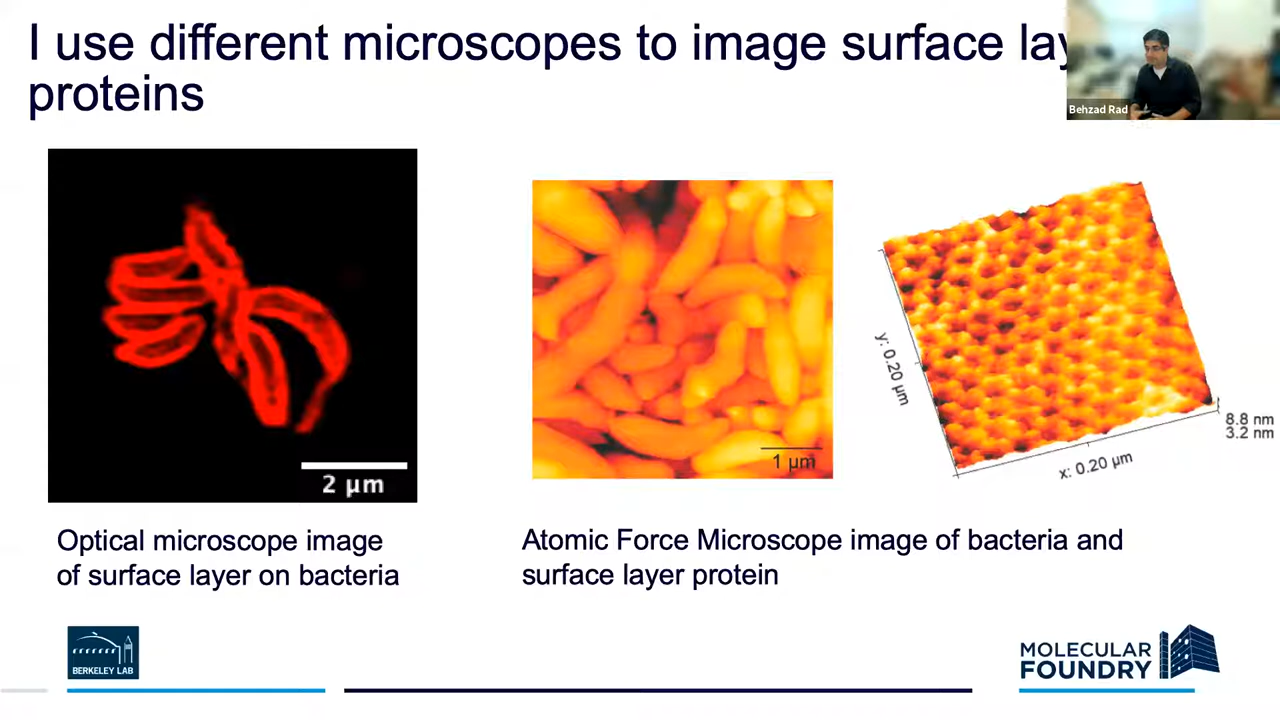 I use different microscopes to image surface lay
proteins
Behzad Rad
2 µm
1 µm
y: 0.20 µm
x: 0.20 µm
8.8 nm
3.2 nm
Optical microscope image
of surface layer on bacteria
Atomic Force Microscope image of bacteria and
surface layer protein
BERKELEY LAB
MOLECULAR
FOUNDRY